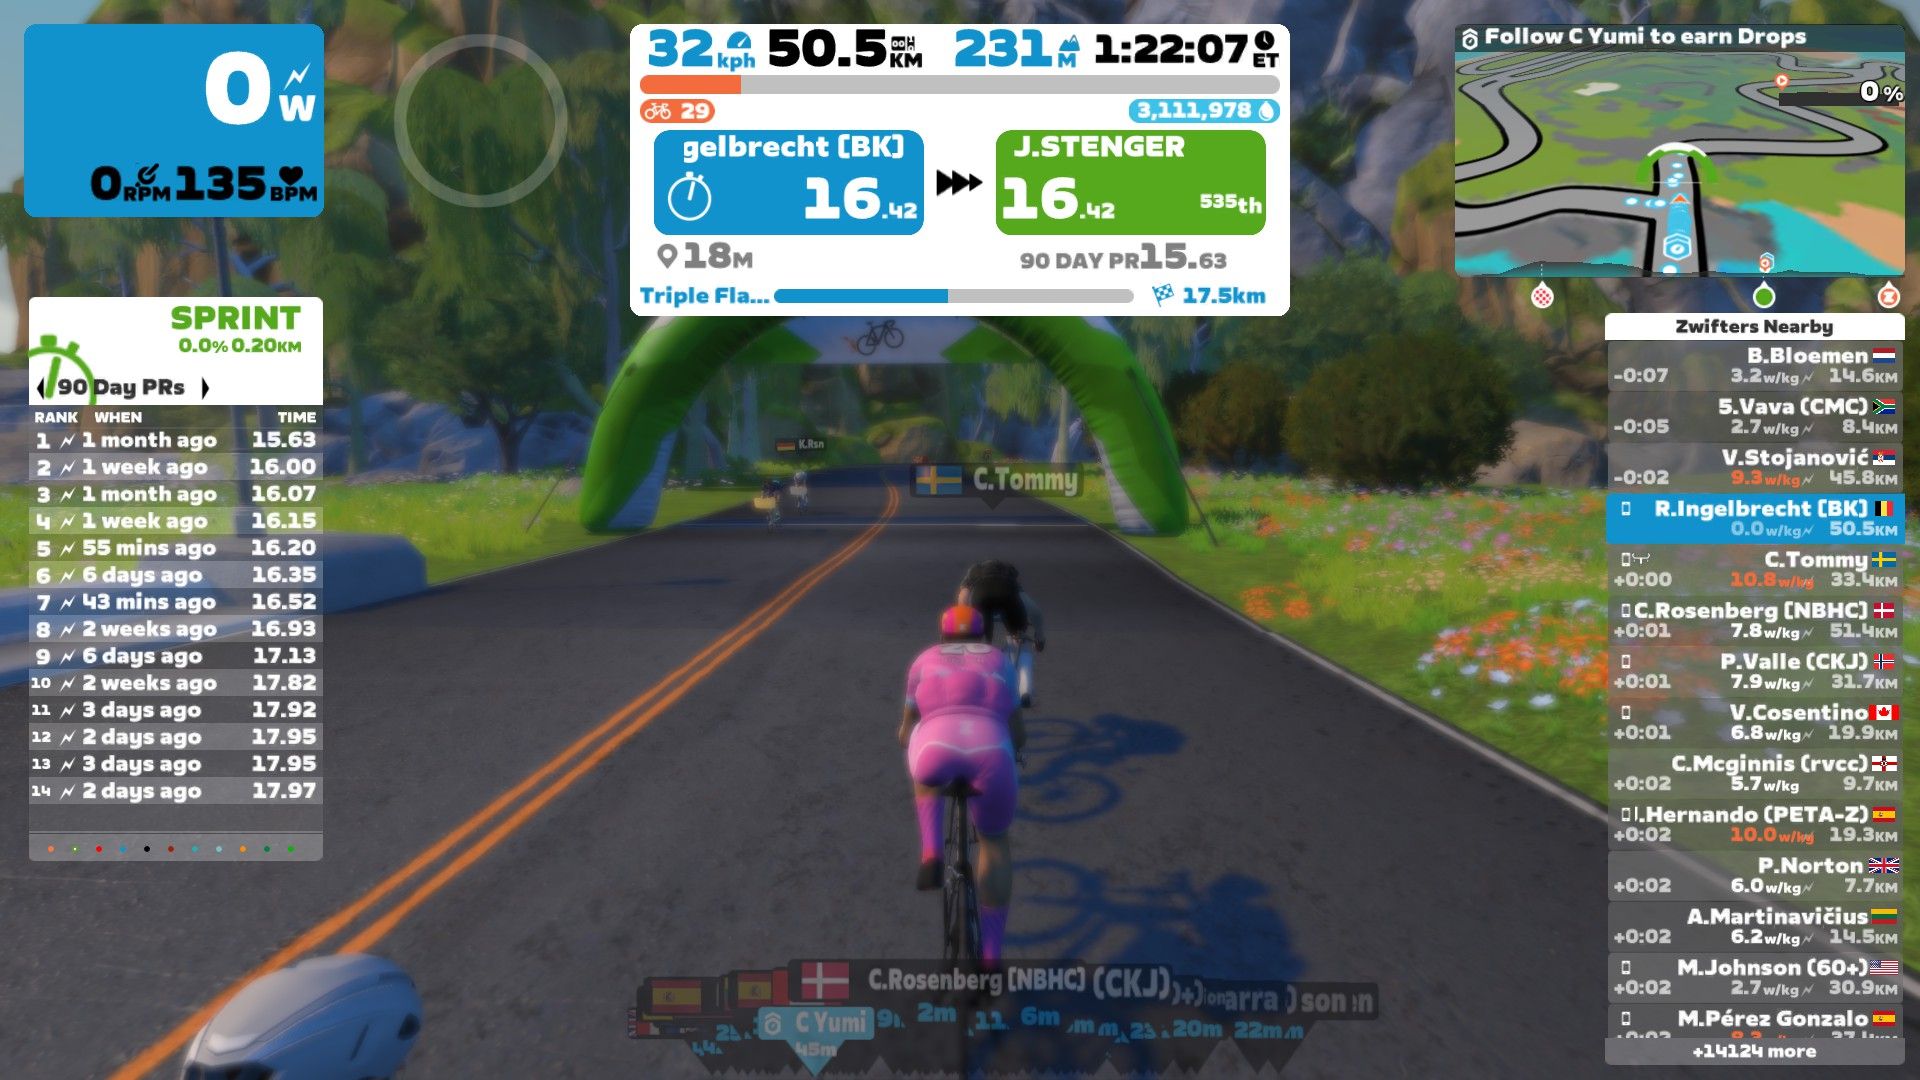 0 W
0 RPM 135 BPM
32 kph 50.5 KM 231 M 1:22:07 ET
29
3,111,978
gelbrecht (BK)
16.42
J.STENGER
16.42 535th
18M
90 DAY PR 15.63
Triple Fla...
17.5km
Follow C Yumi to earn Drops
0 %
SPRINT
0.0% 0.20KM
90 Day PRs
RANK WHEN TIME
1 1 month ago 15.63
2 1 week ago 16.00
3 1 month ago 16.07
4 1 week ago 16.15
5 55 mins ago 16.20
6 6 days ago 16.35
7 43 mins ago 16.52
8 2 weeks ago 16.93
9 6 days ago 17.13
10 2 weeks ago 17.82
11 3 days ago 17.92
12 2 days ago 17.95
13 3 days ago 17.95
14 2 days ago 17.97
K.Rsn
C.Tommy
Zwifters Nearby
B.Bloemen
-0:07 3.2w/kg 14.6KM
5.Vava (CMC)
-0:05 2.7w/kg 8.4KM
V.Stojanović
-0:02 9.3w/kg 45.8KM
R.Ingelbrecht (BK)
0.0w/kg 50.5KM
C.Tommy
+0:00 10.8w/kg 33.4KM
C.Rosenberg (NBHC)
+0:01 7.8w/kg 51.4KM
P.Valle (CKJ)
+0:01 7.9w/kg 31.7KM
V.Cosentino
+0:01 6.8w/kg 19.9KM
C.Mcginnis (rvcc)
+0:02 5.7w/kg 9.7KM
I.Hernando (PETA-Z)
+0:02 10.0w/kg 19.3KM
P.Norton
+0:02 6.0w/kg 7.7KM
A.Martinavičius
+0:02 6.2w/kg 14.5KM
M.Johnson (60+)
+0:02 2.7w/kg 30.9KM
M.Pérez Gonzalo
+14124 more
C.Rosenberg (NBHC) (CKJ)
C Yumi 2m 11 6m 20m 22m
45m